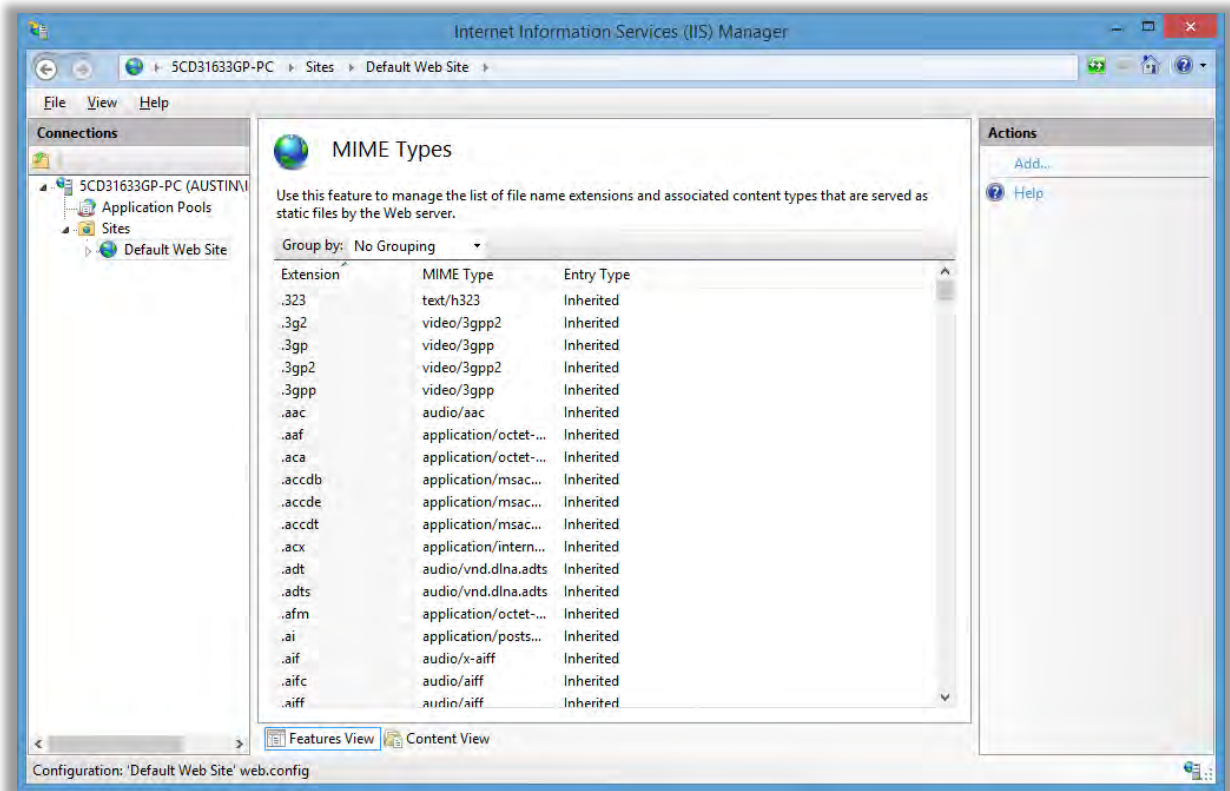 Internet Information Services (IIS) Manager
5CD31633GP-PC Sites Default Web Site
File View Help
Connections
5CD31633GP-PC (AUSTIN\I
Application Pools
Sites
Default Web Site
MIME Types
Use this feature to manage the list of file name extensions and associated content types that are served as
static files by the Web server.
Group by: No Grouping
Extension MIME Type Entry Type
.323 text/h323 Inherited
.3g2 video/3gpp2 Inherited
.3gp video/3gpp Inherited
.3gp2 video/3gpp2 Inherited
.3gpp video/3gpp Inherited
.aac audio/aac Inherited
.aaf application/octet-... Inherited
.aca application/octet-... Inherited
.accdb application/msac... Inherited
.accde application/msac... Inherited
.accdt application/msac... Inherited
.acx application/intern... Inherited
.adt audio/vnd.dlna.adts Inherited
.adts audio/vnd.dlna.adts Inherited
.afm application/octet-... Inherited
.ai application/posts... Inherited
.aif audio/x-aiff Inherited
.aifc audio/aiff Inherited
.aiff audio/aiff Inherited
Features View Content View
Actions
Add...
Help
Configuration: 'Default Web Site' web.config